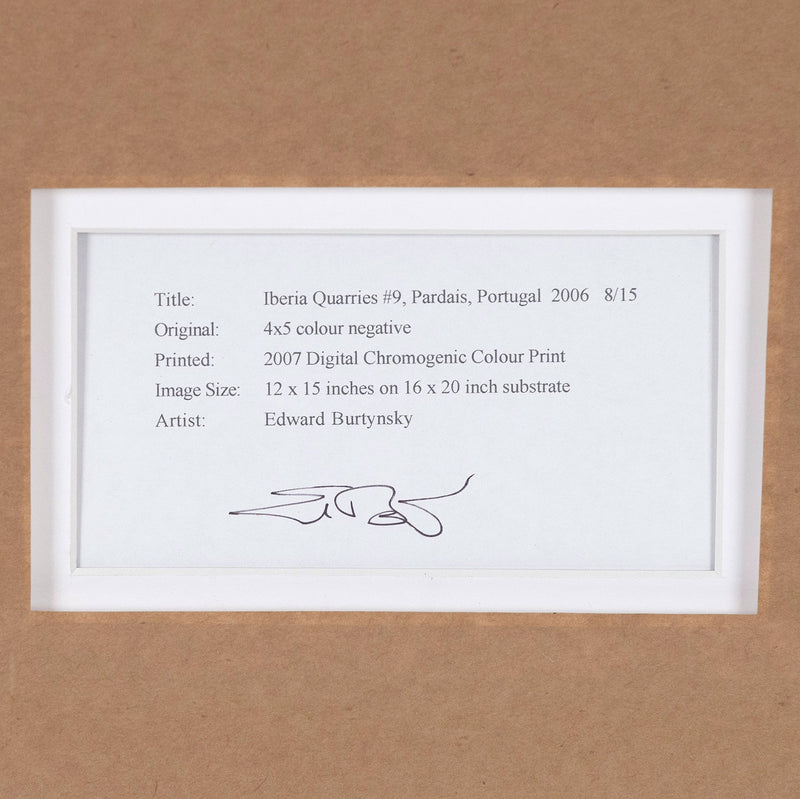 Title: Iberia Quarries #9, Pardais, Portugal 2006 8/15
Original: 4x5 colour negative
Printed: 2007 Digital Chromogenic Colour Print
Image Size: 12 x 15 inches on 16 x 20 inch substrate
Artist: Edward Burtynsky